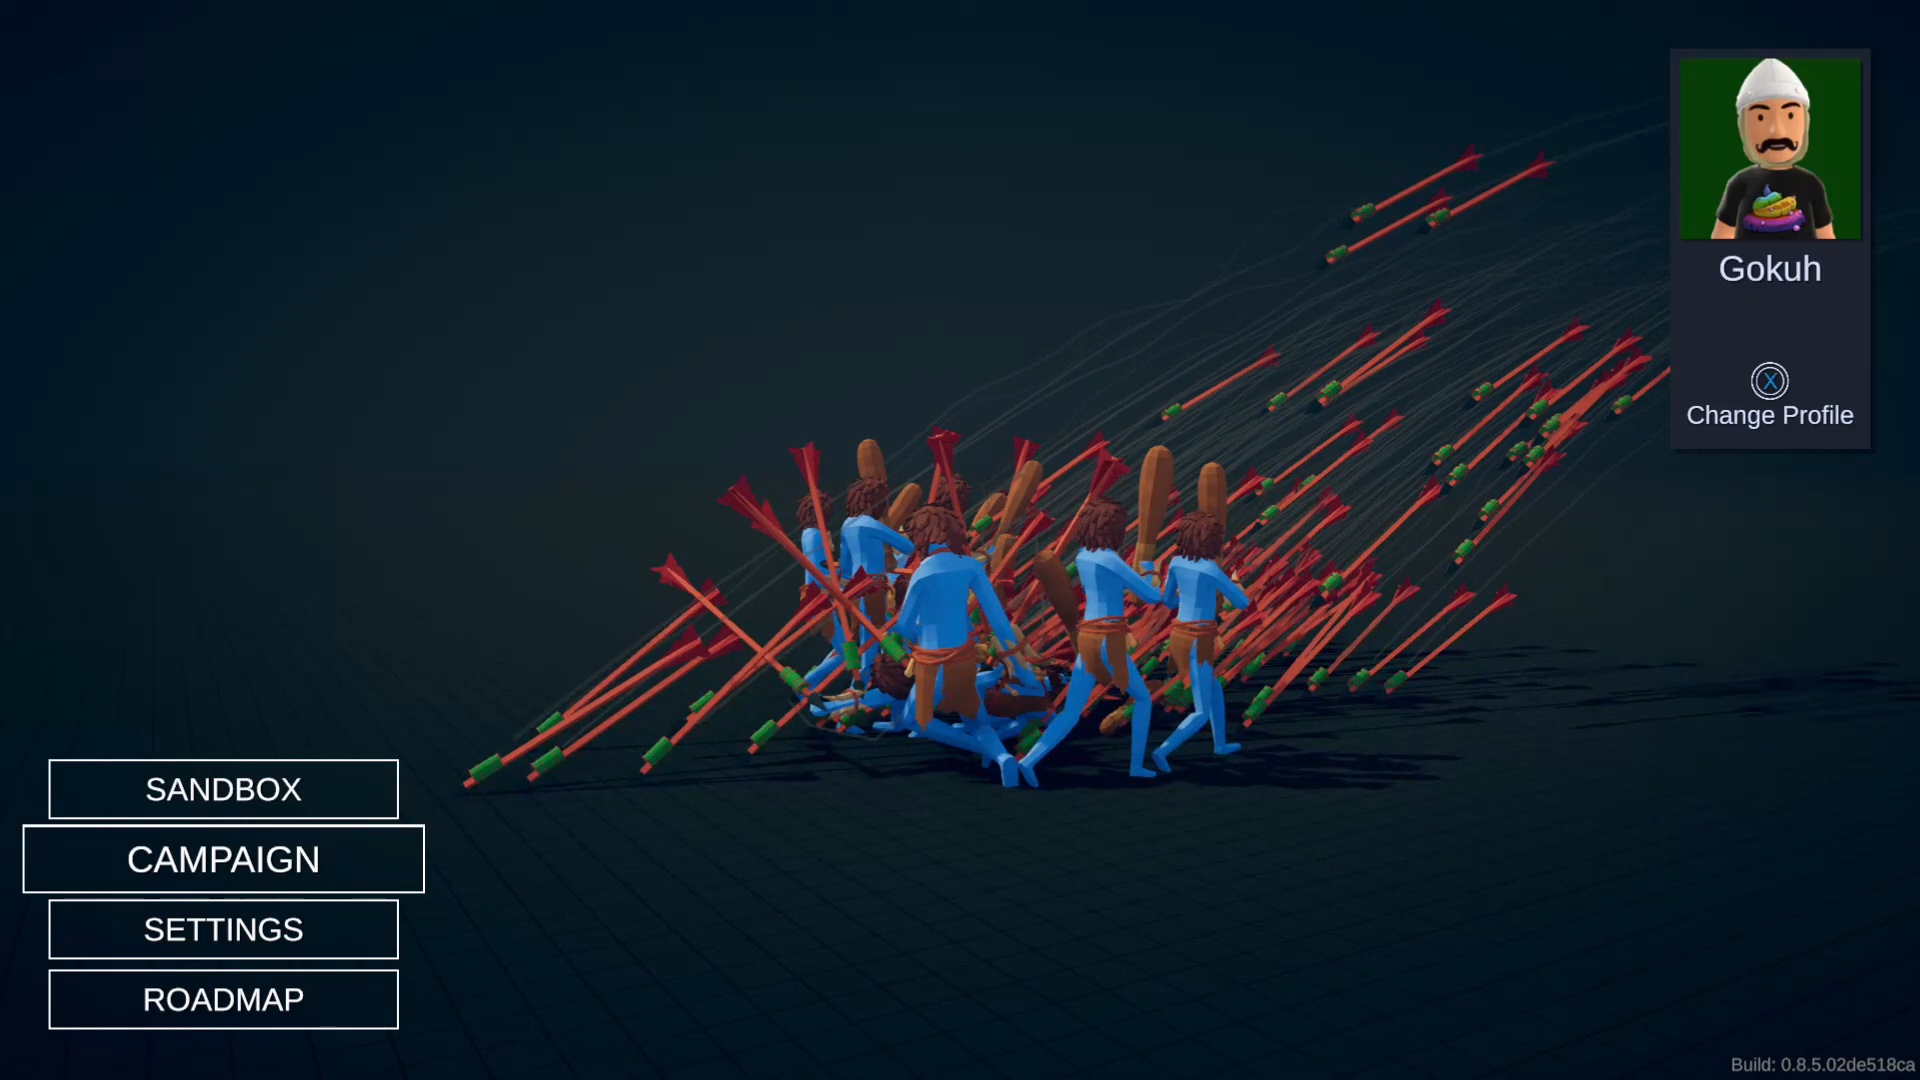 Gokuh
X
Change Profile
SANDBOX
CAMPAIGN
SETTINGS
ROADMAP
Build: 0.8.5.02de518ca